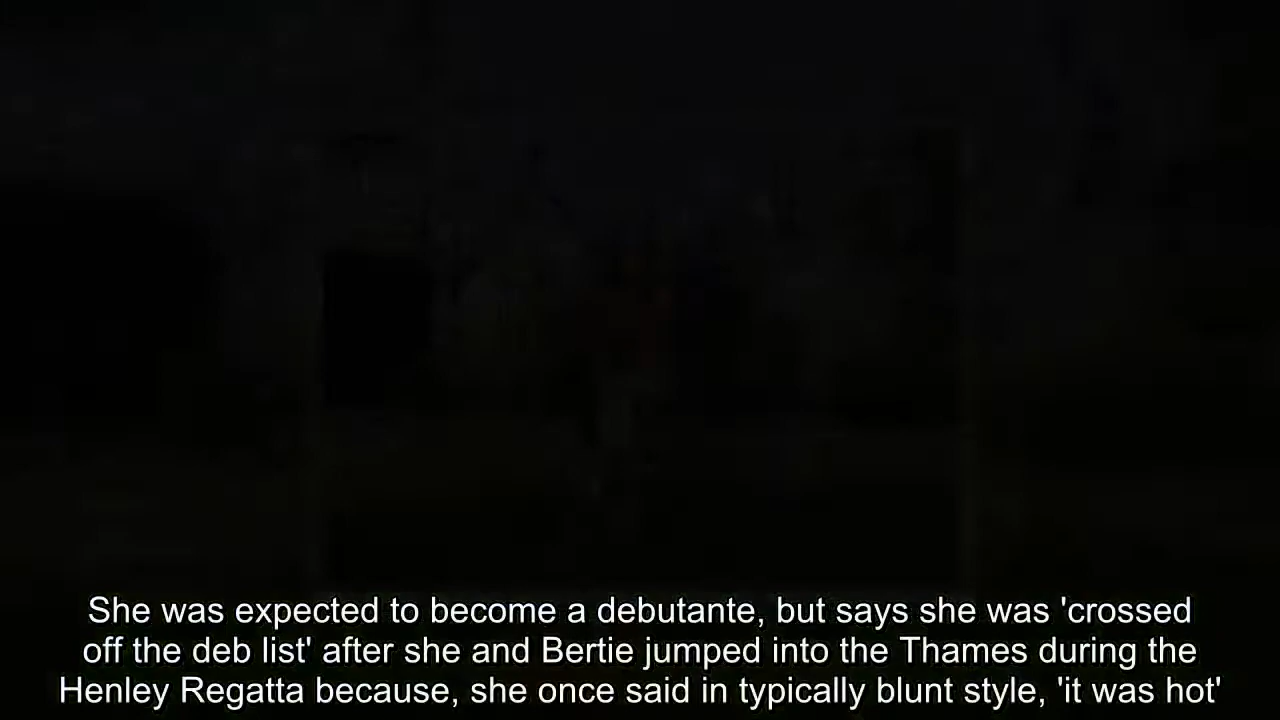 She was expected to become a debutante, but says she was 'crossed
off the deb list' after she and Bertie jumped into the Thames during the
Henley Regatta because, she once said in typically blunt style, 'it was hot'